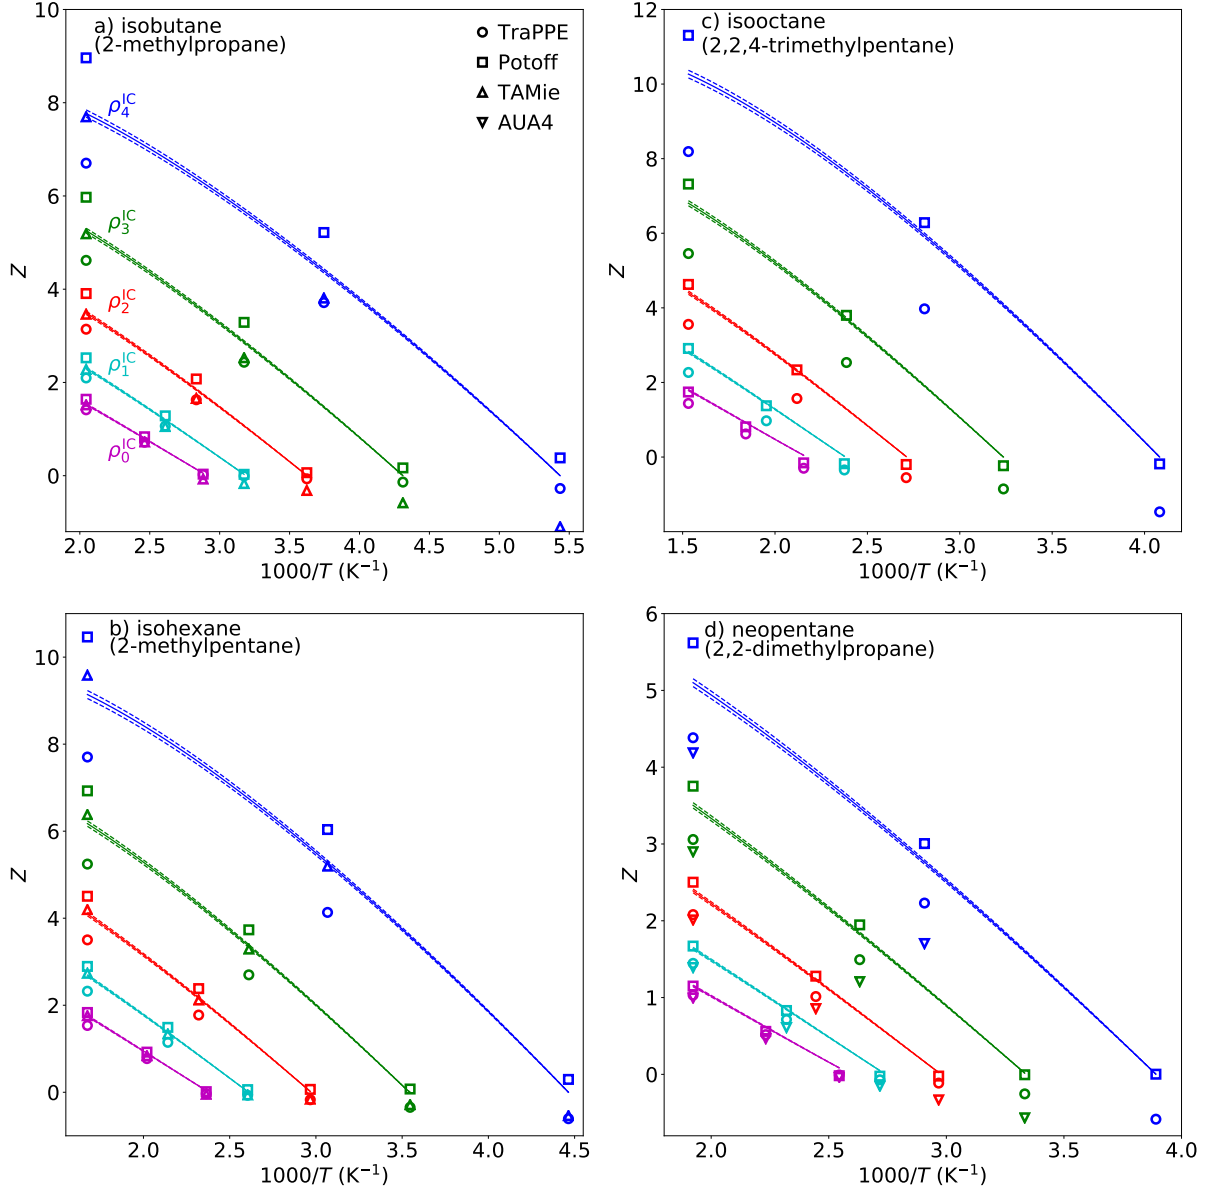 a) isobutane
(2-methylpropane)
TraPPE
Potoff
TAMie
AUA4
ρ₄ᴵᶜ
ρ₃ᴵᶜ
ρ₂ᴵᶜ
ρ₁ᴵᶜ
ρ₀ᴵᶜ
10
8
6
4
2
0
Z
2.0 2.5 3.0 3.5 4.0 4.5 5.0 5.5
1000/T (K⁻¹)
c) isooctane
(2,2,4-trimethylpentane)
12
10
8
6
4
2
0
Z
1.5 2.0 2.5 3.0 3.5 4.0
1000/T (K⁻¹)
b) isohexane
(2-methylpentane)
10
8
6
4
2
0
Z
2.0 2.5 3.0 3.5 4.0 4.5
1000/T (K⁻¹)
d) neopentane
(2,2-dimethylpropane)
6
5
4
3
2
1
0
Z
2.0 2.5 3.0 3.5 4.0
1000/T (K⁻¹)